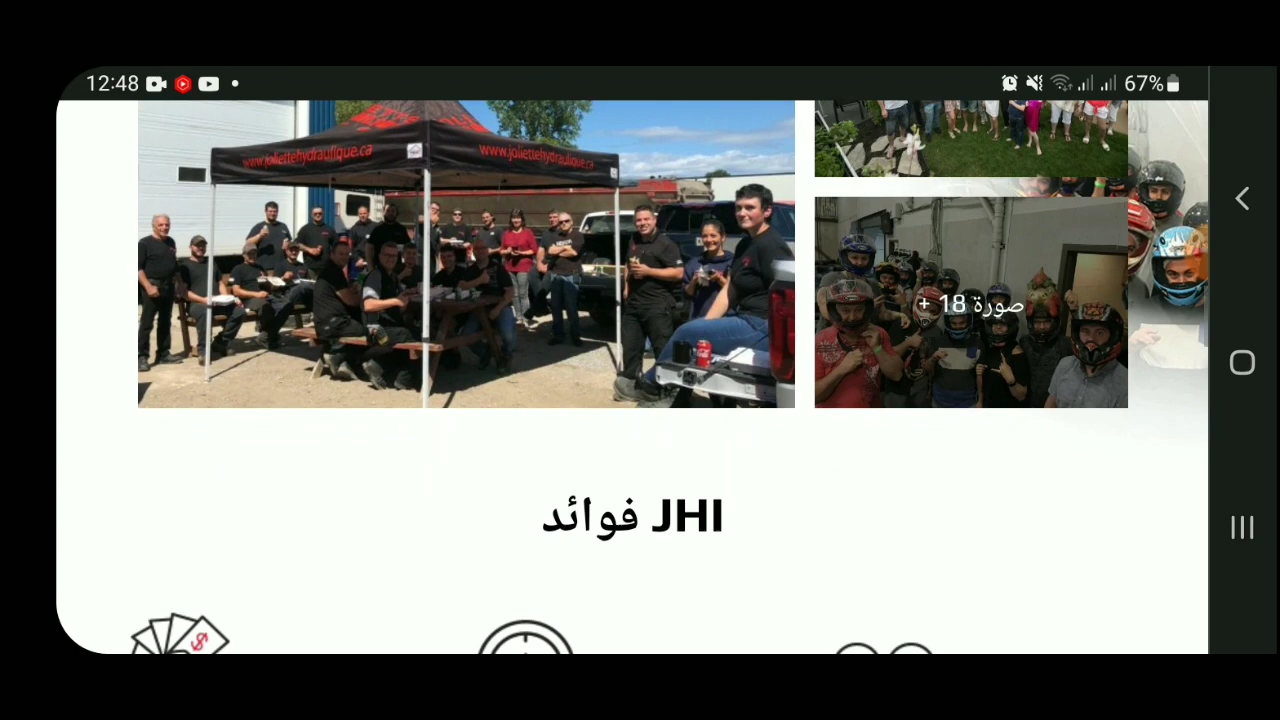 12:48
67%
www.joliettehydraulique.ca
www.joliettehydraulique.ca
+ 18 صورة
فوائد JHI
$